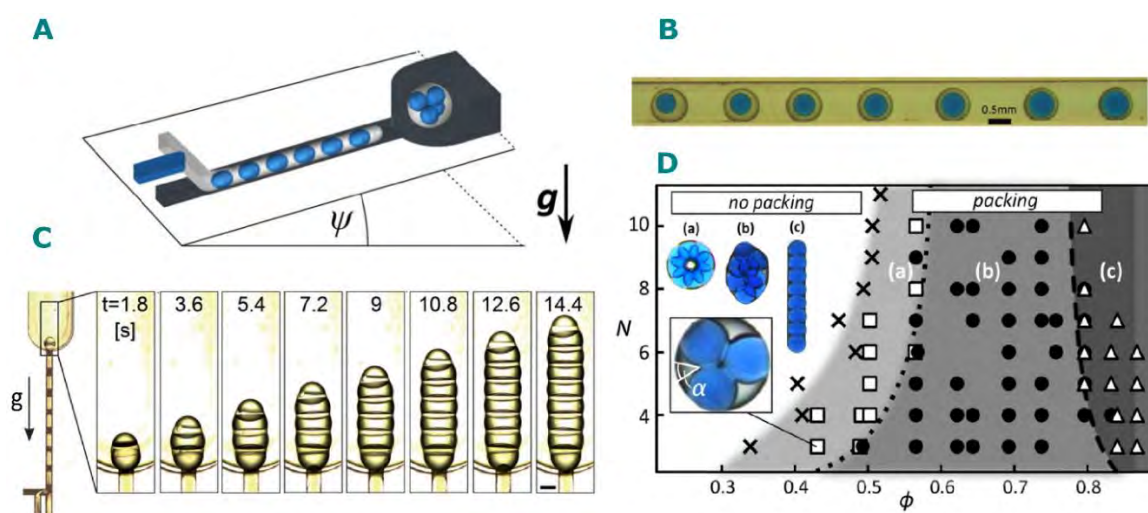 A
ψ
g
B
0.5mm
C
g
t=1.8
[s]
3.6
5.4
7.2
9
10.8
12.6
14.4
D
no packing
packing
(a)
(b)
(c)
(a)
(b)
(c)
α
N
10
8
6
4
0.3
0.4
0.5
0.6
0.7
0.8
ϕ